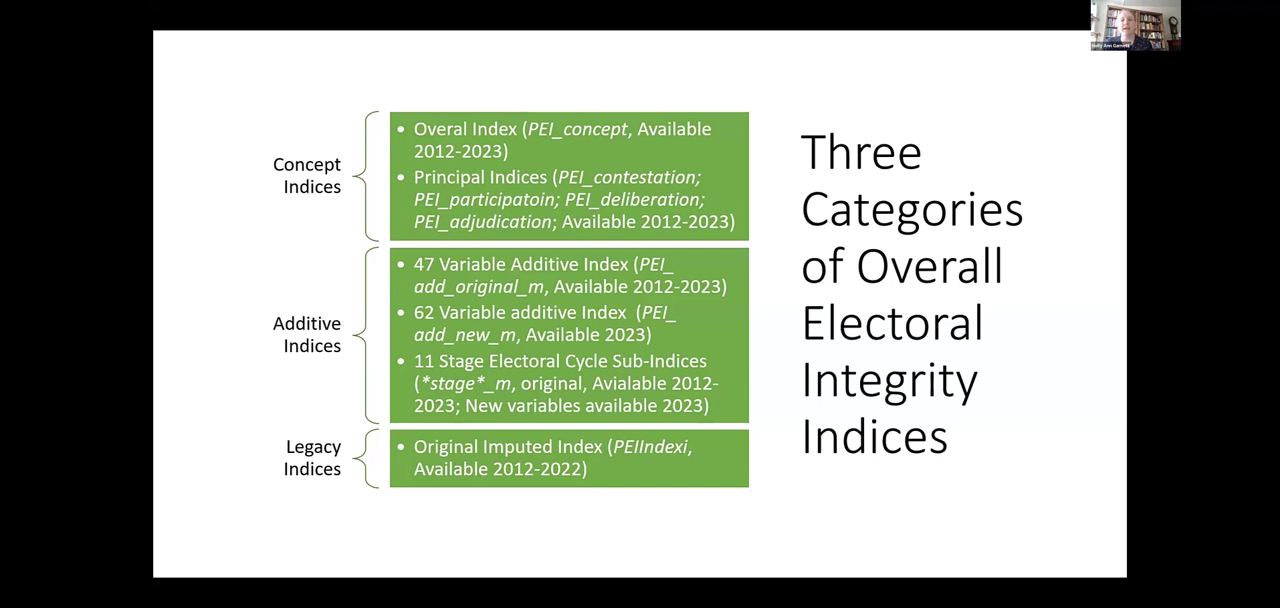 Concept
Indices
• Overal Index (PEI_concept, Available
2012-2023)
• Principal Indices (PEI_contestation;
PEI_participatoin; PEI_deliberation;
PEI_adjudication; Available 2012-2023)
Additive
Indices
• 47 Variable Additive Index (PEI_
add_original_m, Available 2012-2023)
• 62 Variable additive Index (PEI_
add_new_m, Available 2023)
• 11 Stage Electoral Cycle Sub-Indices
(*stage*_m, original, Avialable 2012-
2023; New variables available 2023)
Legacy
Indices
• Original Imputed Index (PEIIndexi,
Available 2012-2022)
Three
Categories
of Overall
Electoral
Integrity
Indices
Holly Ann Garnett